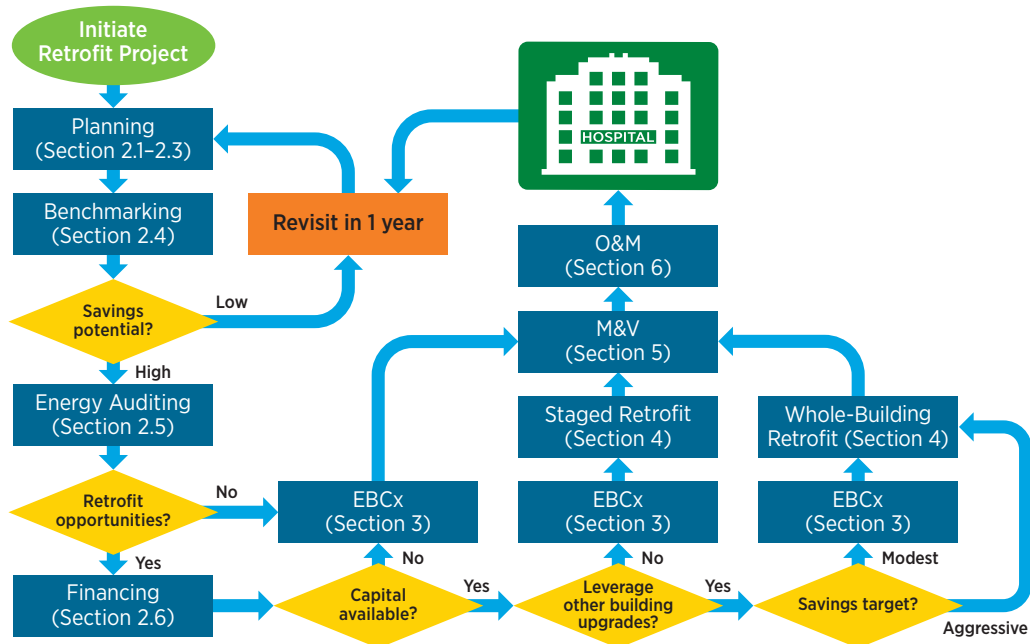 Initiate
Retrofit Project
Planning
(Section 2.1–2.3)
Benchmarking
(Section 2.4)
Revisit in 1 year
HOSPITAL
O&M
(Section 6)
Savings
potential?
Low
M&V
(Section 5)
High
Energy Auditing
(Section 2.5)
Staged Retrofit
(Section 4)
Whole-Building
Retrofit (Section 4)
Retrofit
opportunities?
No
EBCx
(Section 3)
EBCx
(Section 3)
EBCx
(Section 3)
Yes
No
No
Modest
Financing
(Section 2.6)
Capital
available?
Yes
Leverage
other building
upgrades?
Yes
Savings target?
Aggressive